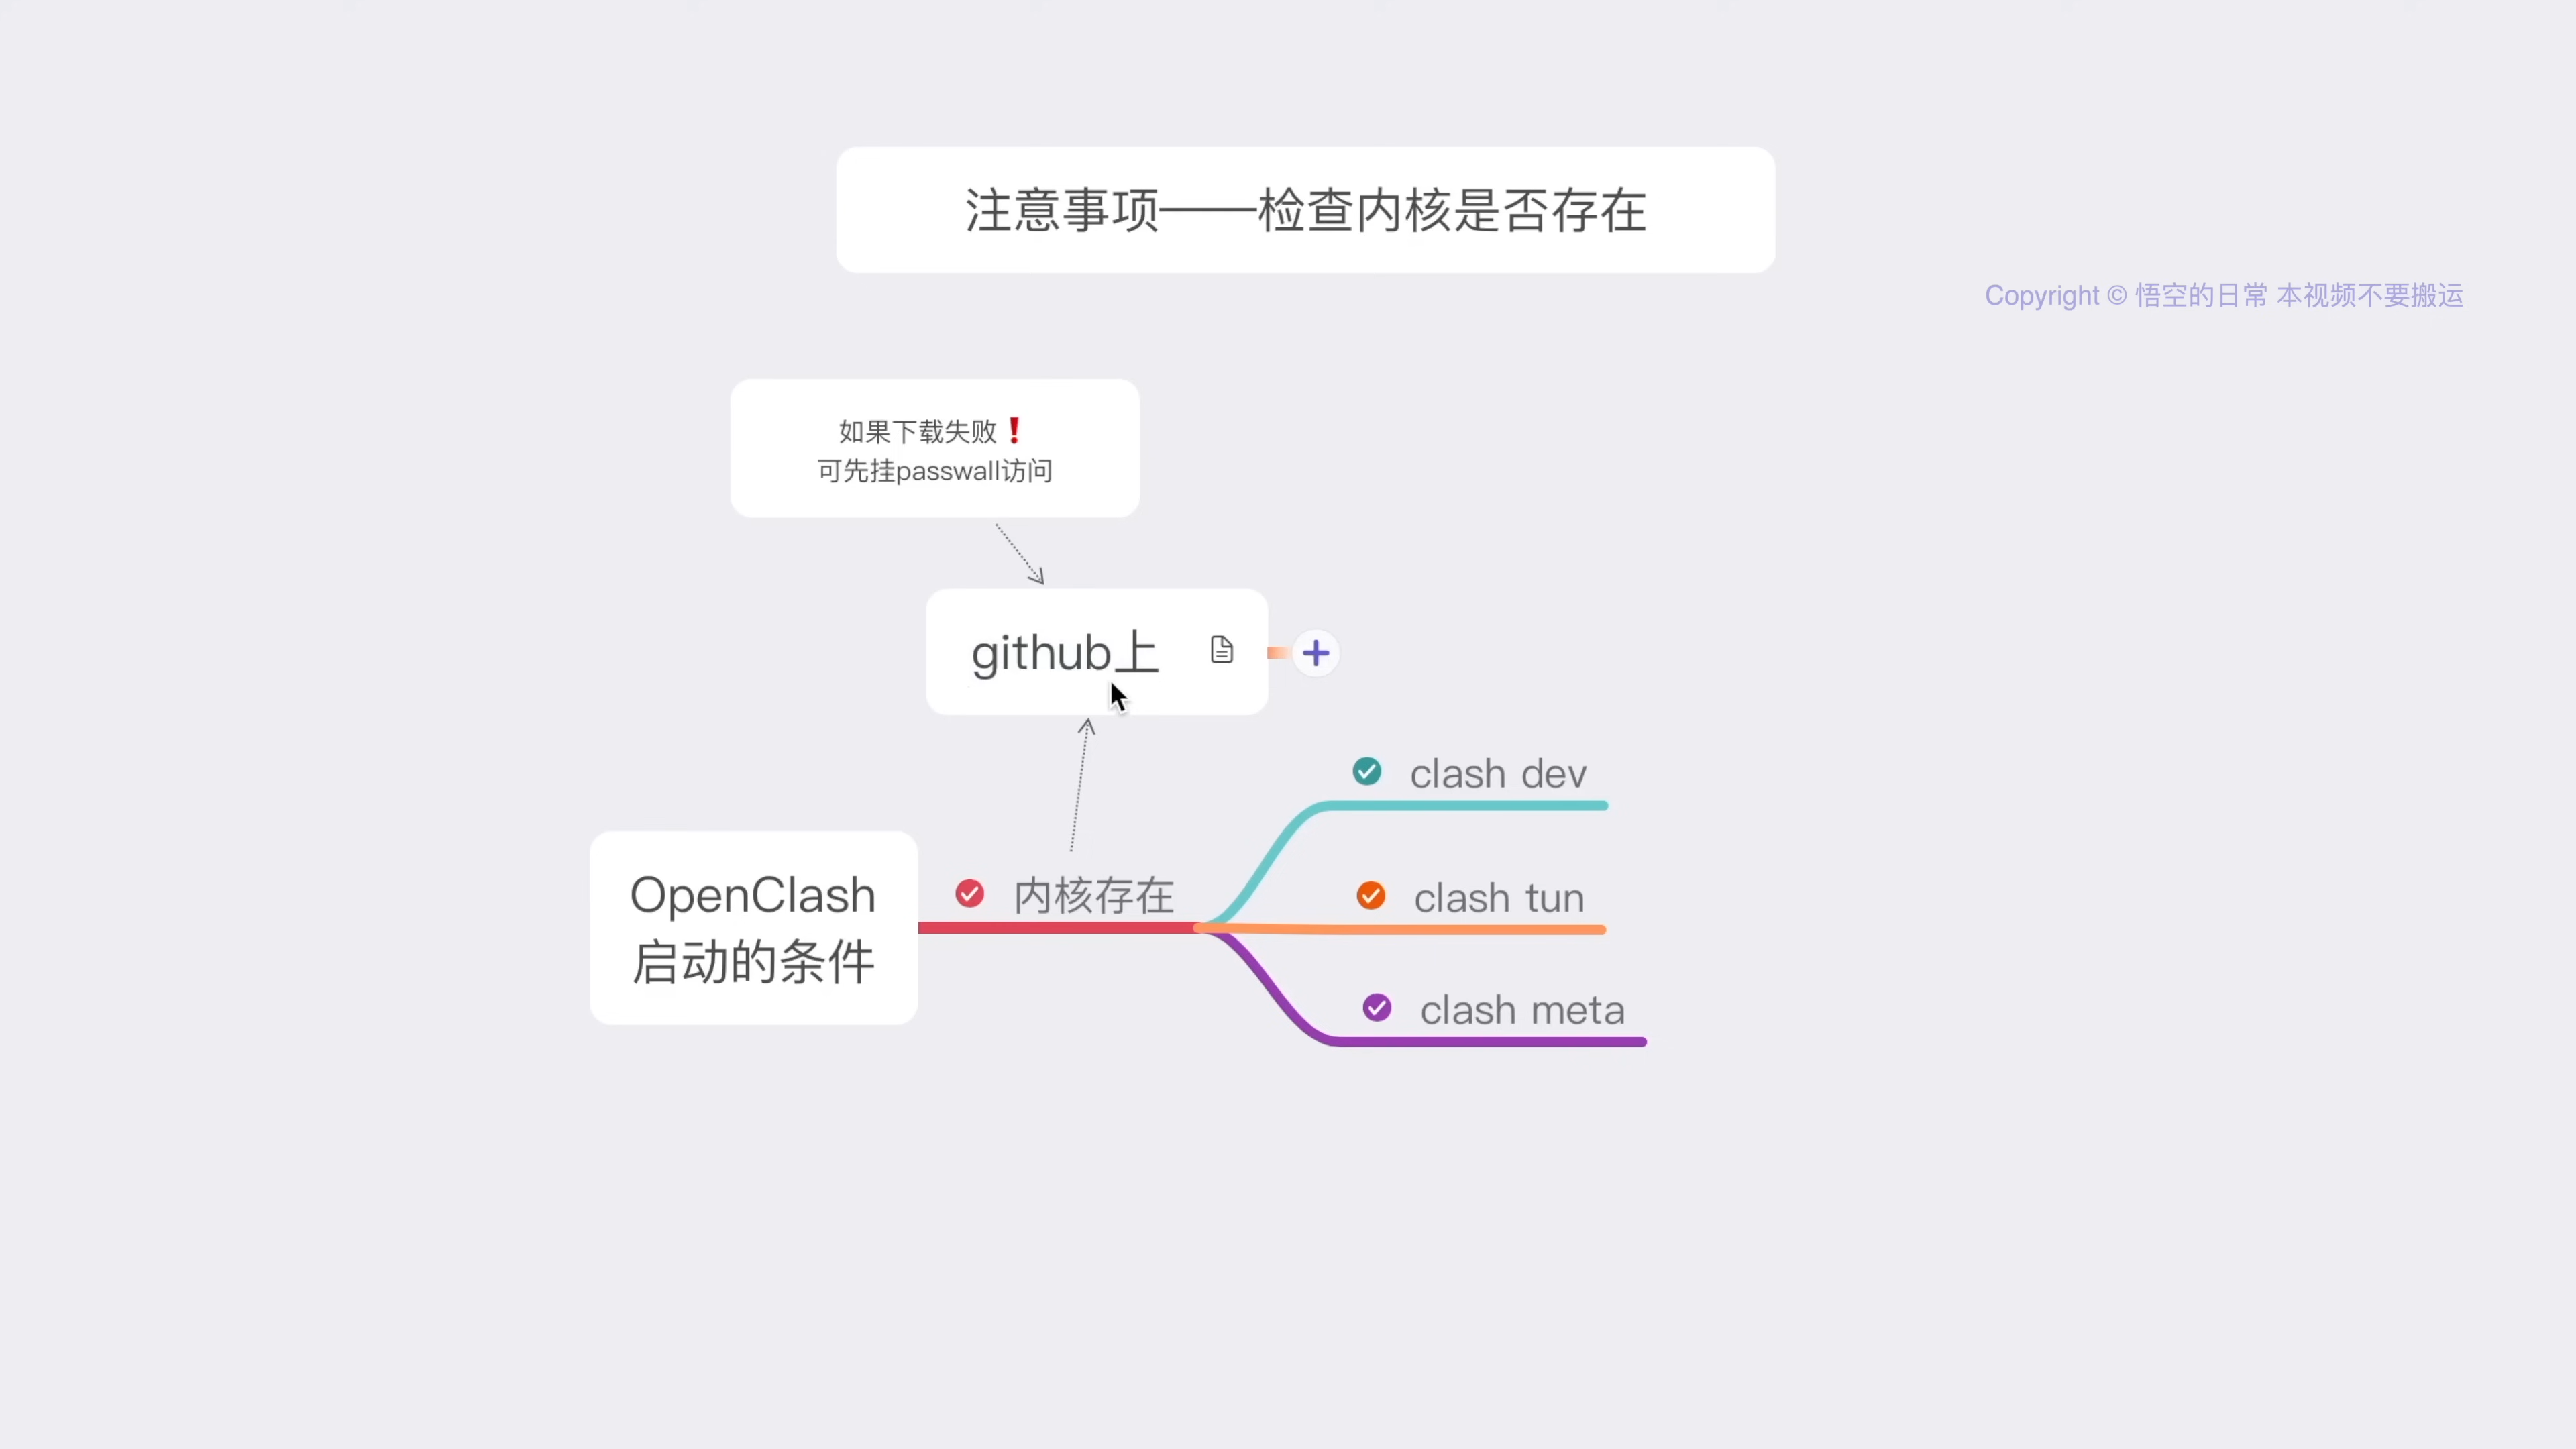 注意事项——检查内核是否存在
Copyright © 悟空的日常 本视频不要搬运
如果下载失败❗
可先挂passwall访问
github上
clash dev
OpenClash
启动的条件
内核存在
clash tun
clash meta